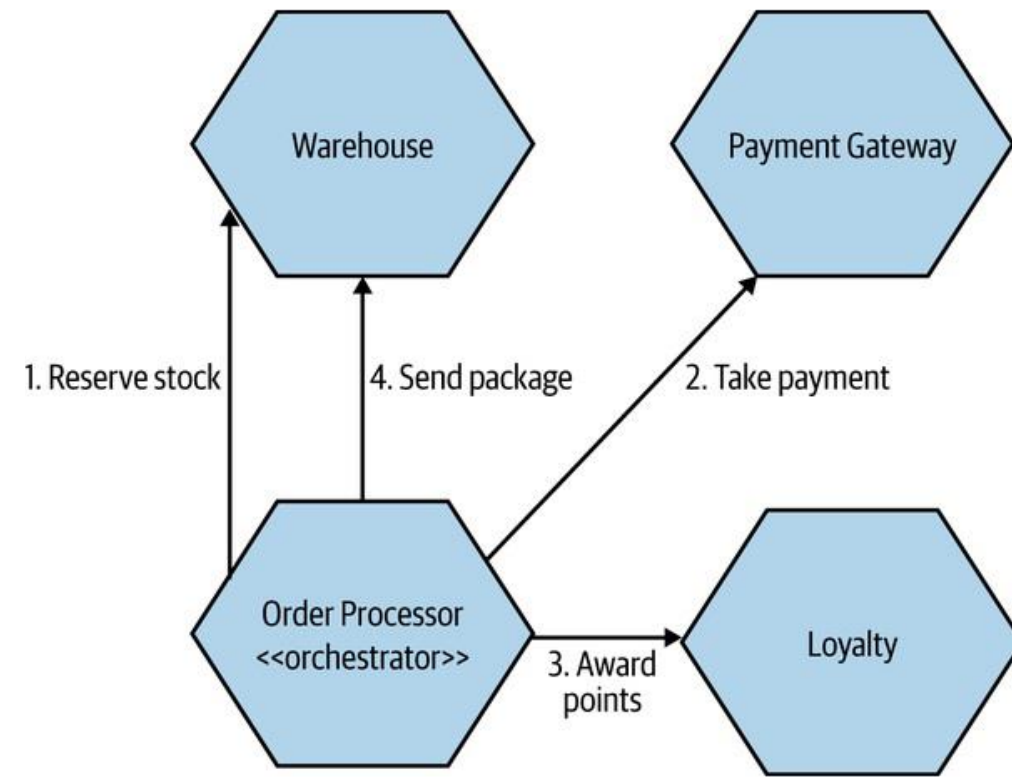 Warehouse
Payment Gateway
1. Reserve stock
4. Send package
2. Take payment
Order Processor
<<orchestrator>>
3. Award
points
Loyalty